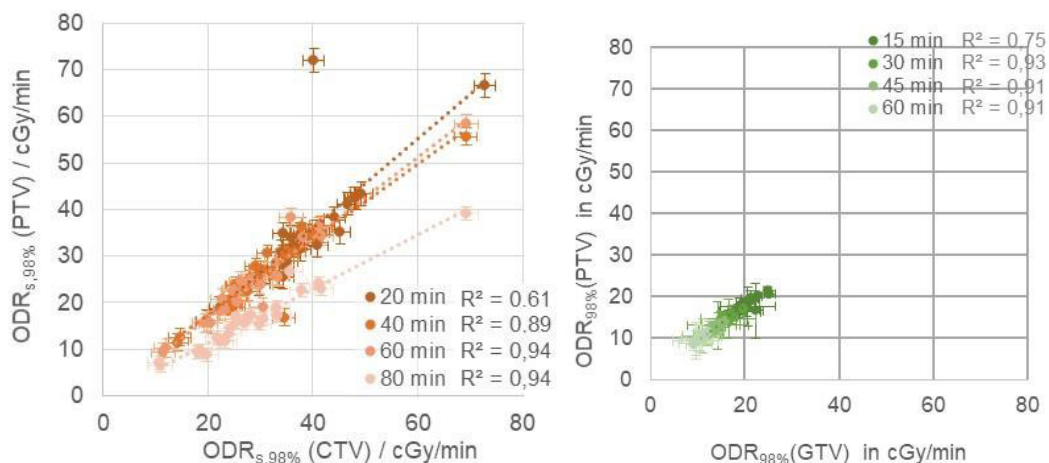 80
70
60
50
40
30
20
10
0
ODRs,98% (PTV) / cGy/min
20 min R² = 0.61
40 min R² = 0.89
60 min R² = 0,94
80 min R² = 0,94
0 20 40 60 80
ODRs,98% (CTV) / cGy/min
15 min R² = 0,75
30 min R² = 0,93
45 min R² = 0,91
60 min R² = 0,91
80
70
60
50
40
30
20
10
0
ODR98%(PTV) in cGy/min
0 20 40 60 80
ODR98%(GTV) in cGy/min